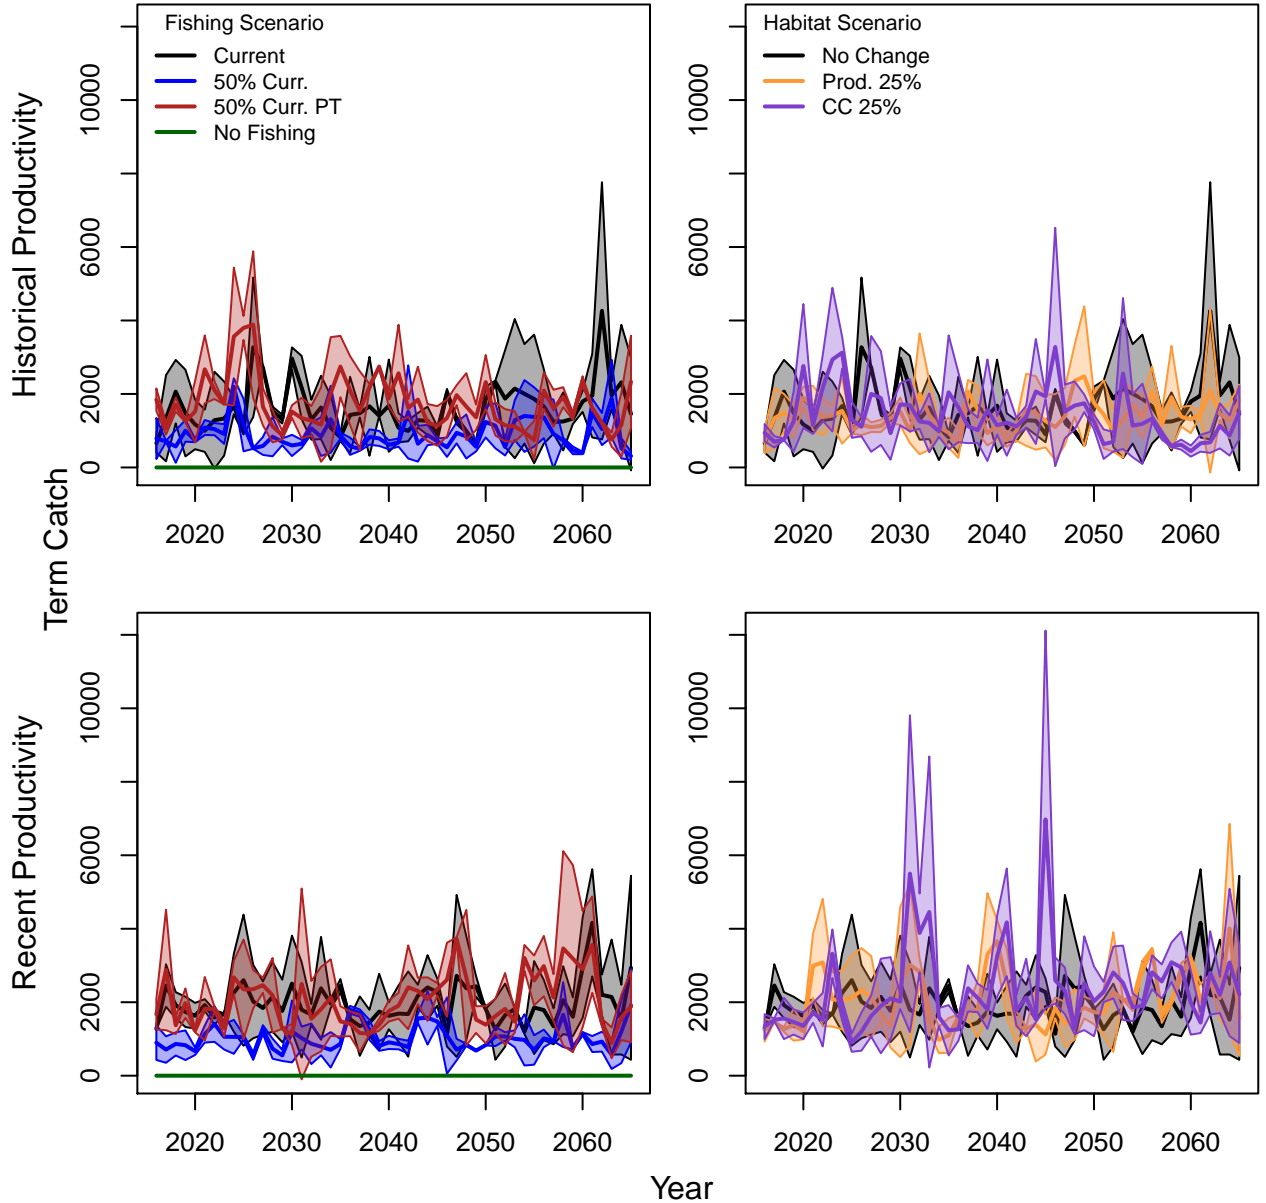 Fishing Scenario
Current
50% Curr.
50% Curr. PT
No Fishing
Habitat Scenario
No Change
Prod. 25%
CC 25%
Historical Productivity
0 2000 6000 10000
2020 2030 2040 2050 2060
0 2000 6000 10000
2020 2030 2040 2050 2060
Term Catch
Recent Productivity
0 2000 6000 10000
2020 2030 2040 2050 2060
0 2000 6000 10000
2020 2030 2040 2050 2060
Year